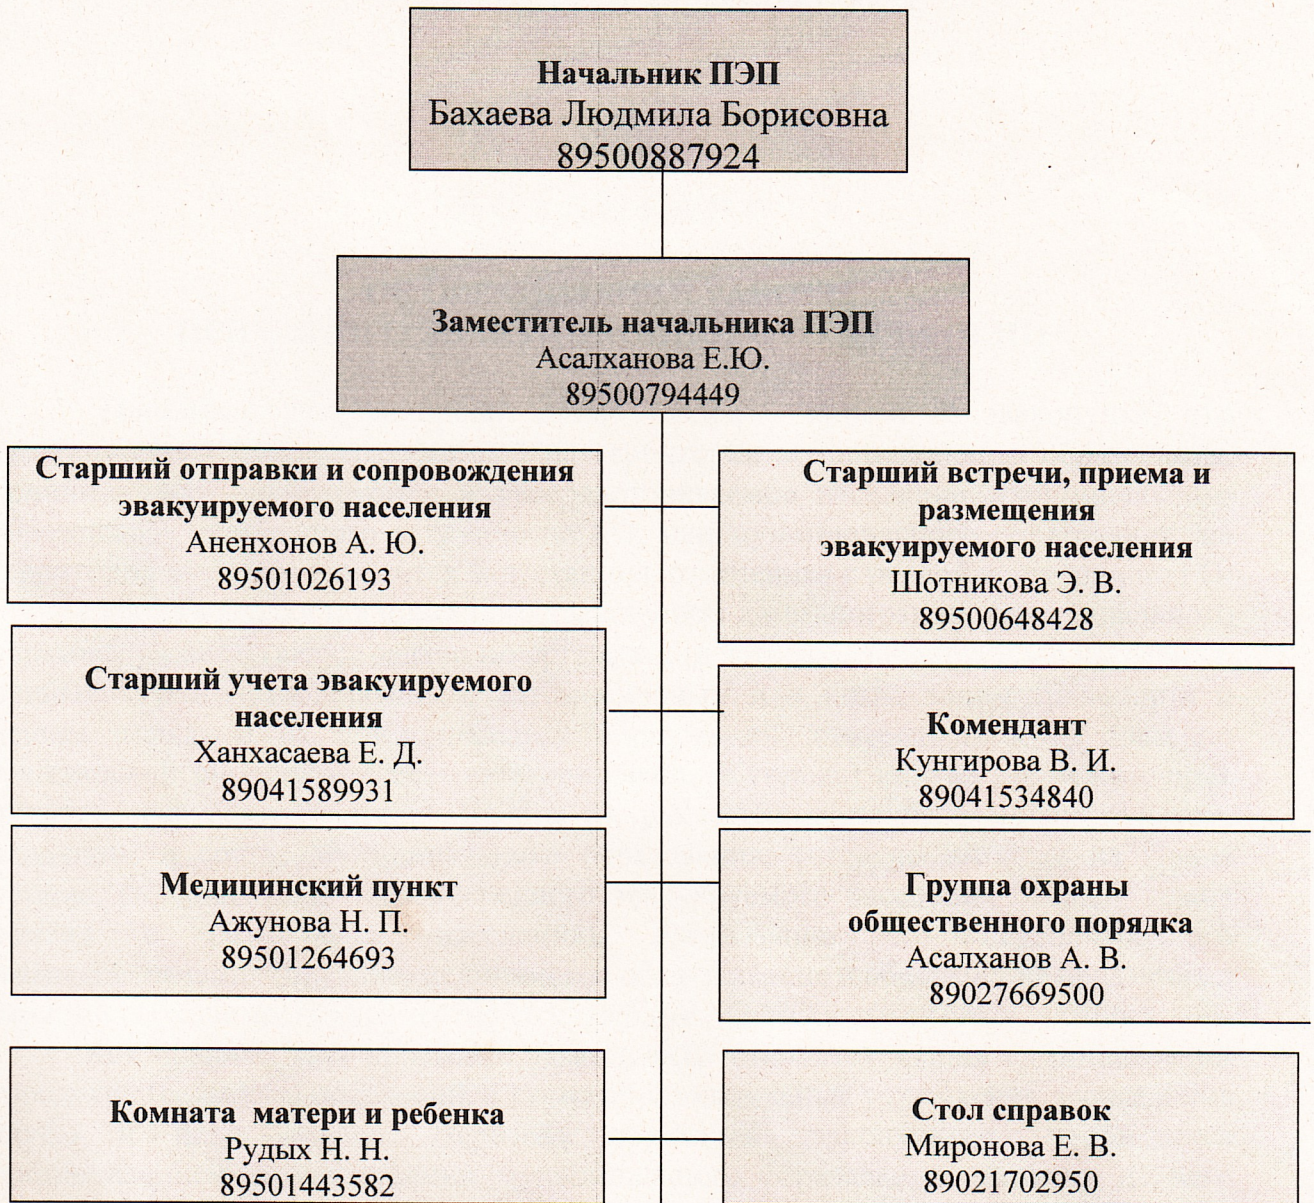 Начальник ПЭП
Бахаева Людмила Борисовна
89500887924
Заместитель начальника ПЭП
Асалханова Е.Ю.
89500794449
Старший отправки и сопровождения
эвакуируемого населения
Аненхонов А. Ю.
89501026193
Старший встречи, приема и
размещения
эвакуируемого населения
Шотникова Э. В.
89500648428
Старший учета эвакуируемого
населения
Ханхасаева Е. Д.
89041589931
Комендант
Кунгирова В. И.
89041534840
Медицинский пункт
Ажунова Н. П.
89501264693
Группа охраны
общественного порядка
Асалханов А. В.
89027669500
Комната матери и ребенка
Рудых Н. Н.
89501443582
Стол справок
Миронова Е. В.
89021702950